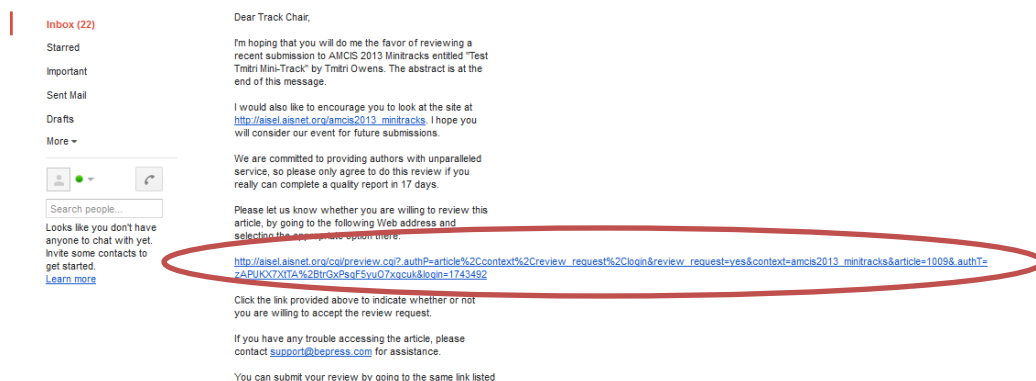 Inbox (22)
Starred
Important
Sent Mail
Drafts
More
Search people...
Looks like you don't have
anyone to chat with yet.
Invite some contacts to
get started.
Learn more
Dear Track Chair,
I'm hoping that you will do me the favor of reviewing a
recent submission to AMCIS 2013 Minitracks entitled "Test
Tmitri Mini-Track" by Tmitri Owens. The abstract is at the
end of this message.
I would also like to encourage you to look at the site at
http://aisel.aisnet.org/amcis2013_minitracks. I hope you
will consider our event for future submissions.
We are committed to providing authors with unparalleled
service, so please only agree to do this review if you
really can complete a quality report in 17 days.
Please let us know whether you are willing to review this
article, by going to the following Web address and
selecting the appropriate option there:
http://aisel.aisnet.org/cgi/preview.cgi?.authP=article%2Ccontext%2Creview_request%2Clogin&review_request=yes&context=amcis2013_minitracks&article=1009&.authT=
zAPUKX7XtTA%2BtrGxPsqF5yuO7xqcuk&login=1743492
Click the link provided above to indicate whether or not
you are willing to accept the review request.
If you have any trouble accessing the article, please
contact support@bepress.com for assistance.
You can submit your review by going to the same link listed